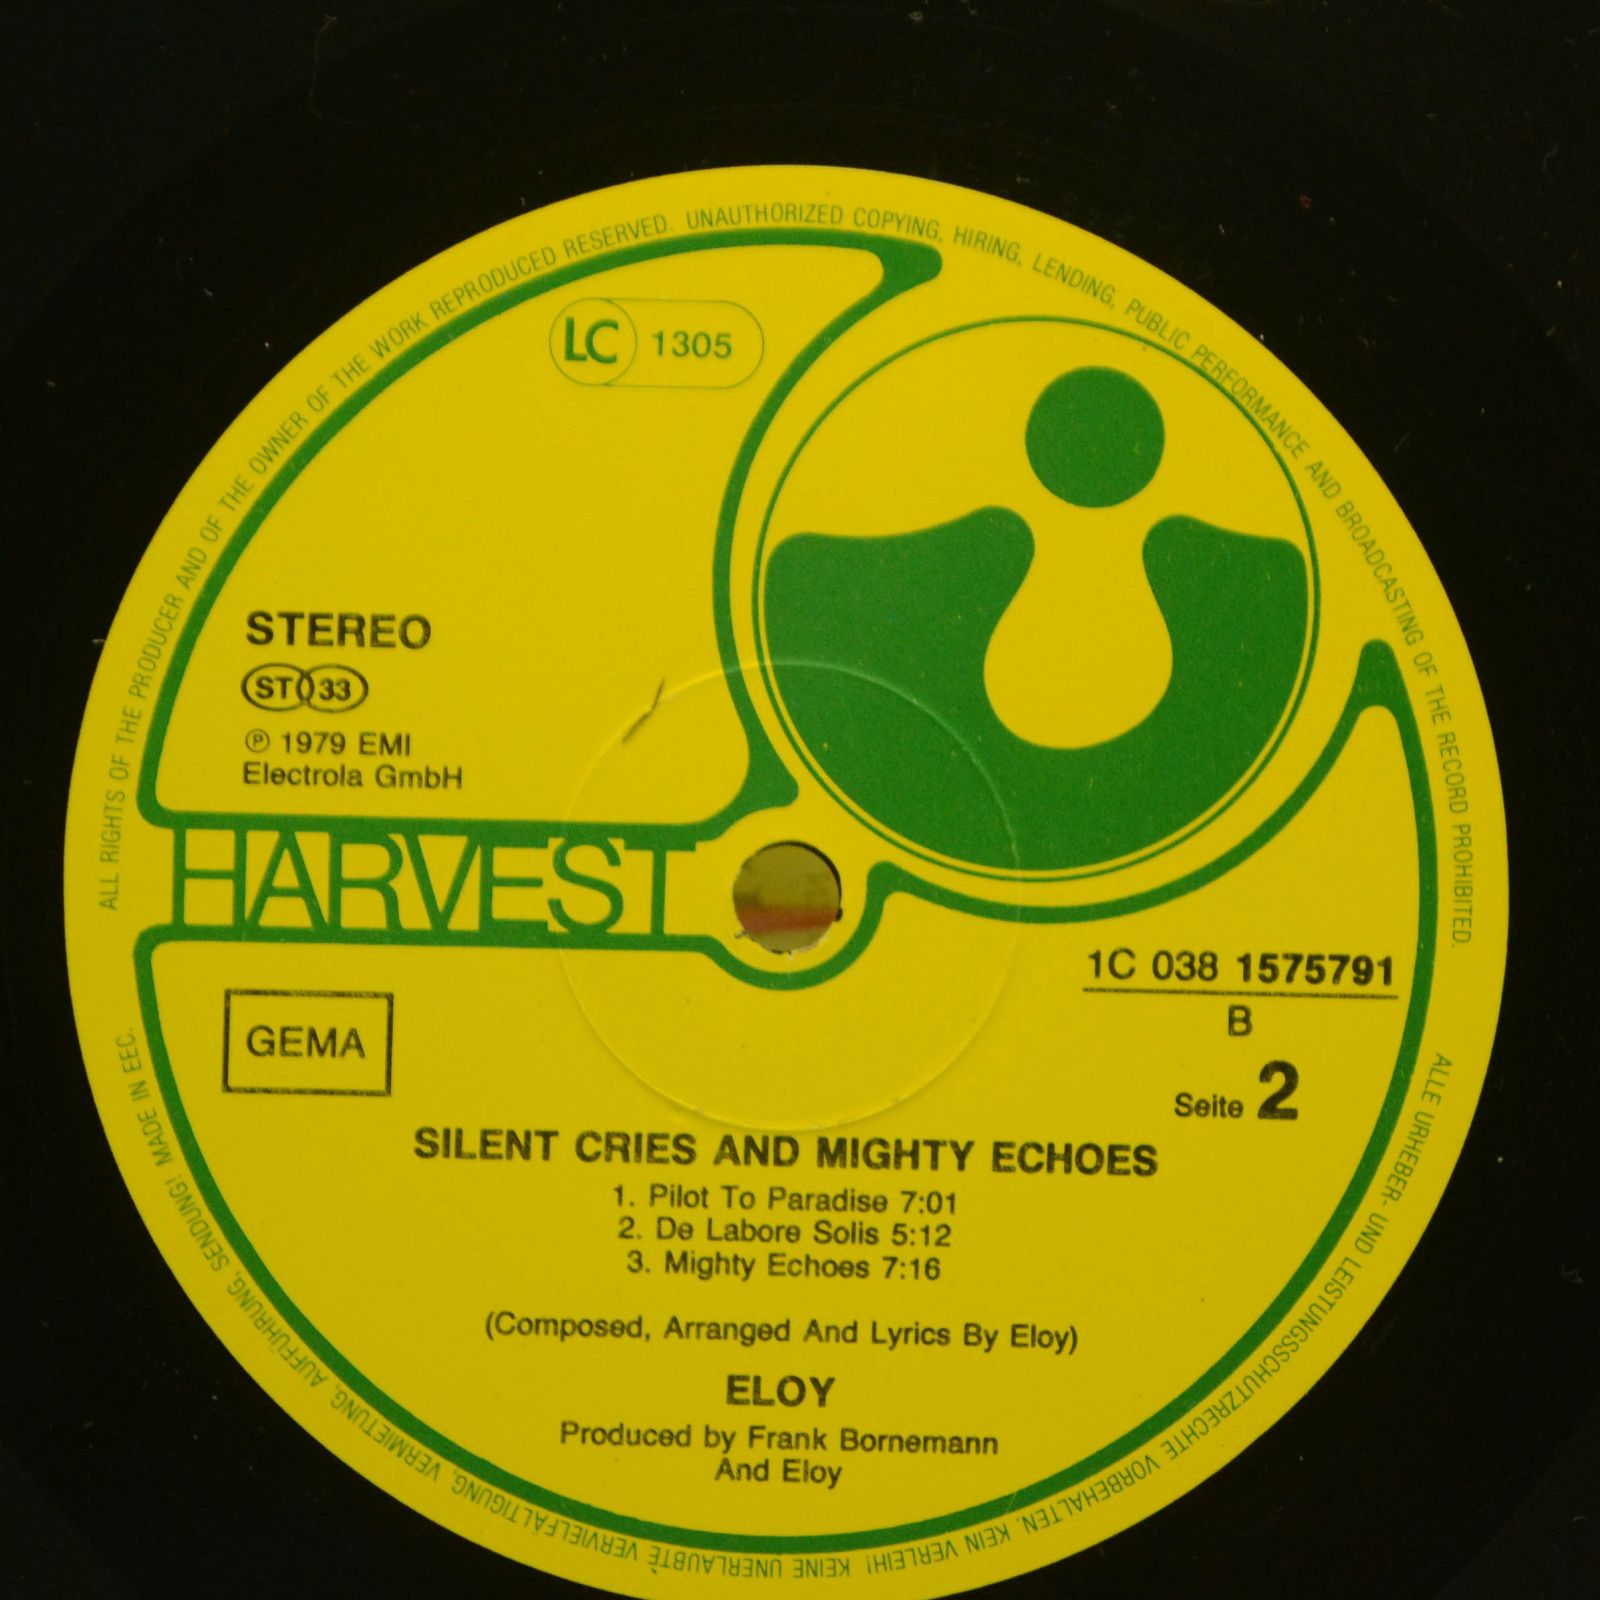 ALL RIGHTS OF THE PRODUCER AND OF THE OWNER OF THE WORK REPRODUCED RESERVED. UNAUTHORIZED COPYING, HIRING, LENDING, PUBLIC PERFORMANCE AND BROADCASTING OF THE RECORD PROHIBITED.
LC 1305
STEREO
ST 33
℗ 1979 EMI
Electrola GmbH
HARVEST
1C 038 1575791
B
Seite 2
GEMA
SILENT CRIES AND MIGHTY ECHOES
1. Pilot To Paradise 7:01
2. De Labore Solis 5:12
3. Mighty Echoes 7:16
(Composed, Arranged And Lyrics By Eloy)
ELOY
Produced by Frank Bornemann
And Eloy
ALLE URHEBER- UND LEISTUNGSSCHUTZRECHTE VORBEHALTEN. KEIN VERLEIH! KEINE UNERLAUBTE VERVIELFÄLTIGUNG, VERMIETUNG, AUFFÜHRUNG, SENDUNG! MADE IN EEC.